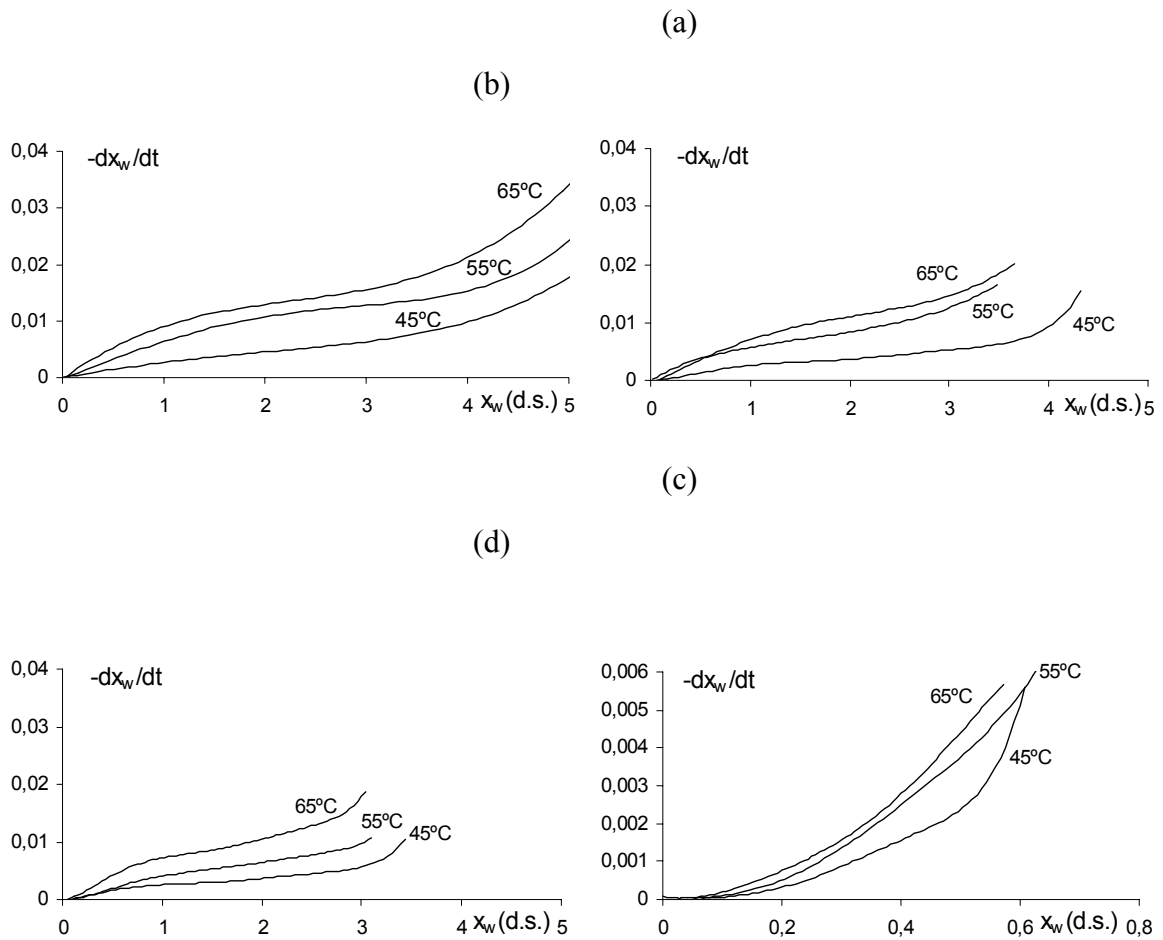 (a)
(b)
0,04
0,03
0,02
0,01
0
-dxw/dt
65ºC
55ºC
45ºC
0 1 2 3 4 5
xw(d.s.)
0,04
0,03
0,02
0,01
0
-dxw/dt
65ºC
55ºC
45ºC
0 1 2 3 4 5
xw(d.s.)
(c)
(d)
0,04
0,03
0,02
0,01
0
-dxw/dt
65ºC
55ºC
45ºC
0 1 2 3 4 5
xw(d.s.)
0,006
0,005
0,004
0,003
0,002
0,001
0
-dxw/dt
65ºC
55ºC
45ºC
0 0,2 0,4 0,6 0,8
xw(d.s.)